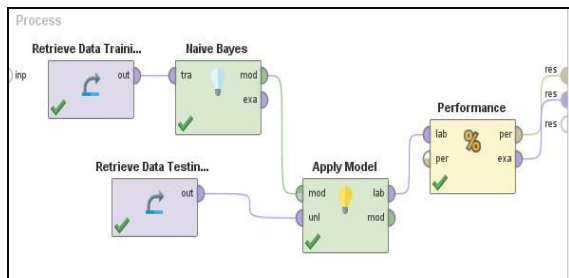 Process
Retrieve Data Traini...
Naive Bayes
inp
out
tra
mod
exa
res
res
res
Performance
lab
per
%
per
exa
Retrieve Data Testin...
Apply Model
out
mod
lab
unl
mod